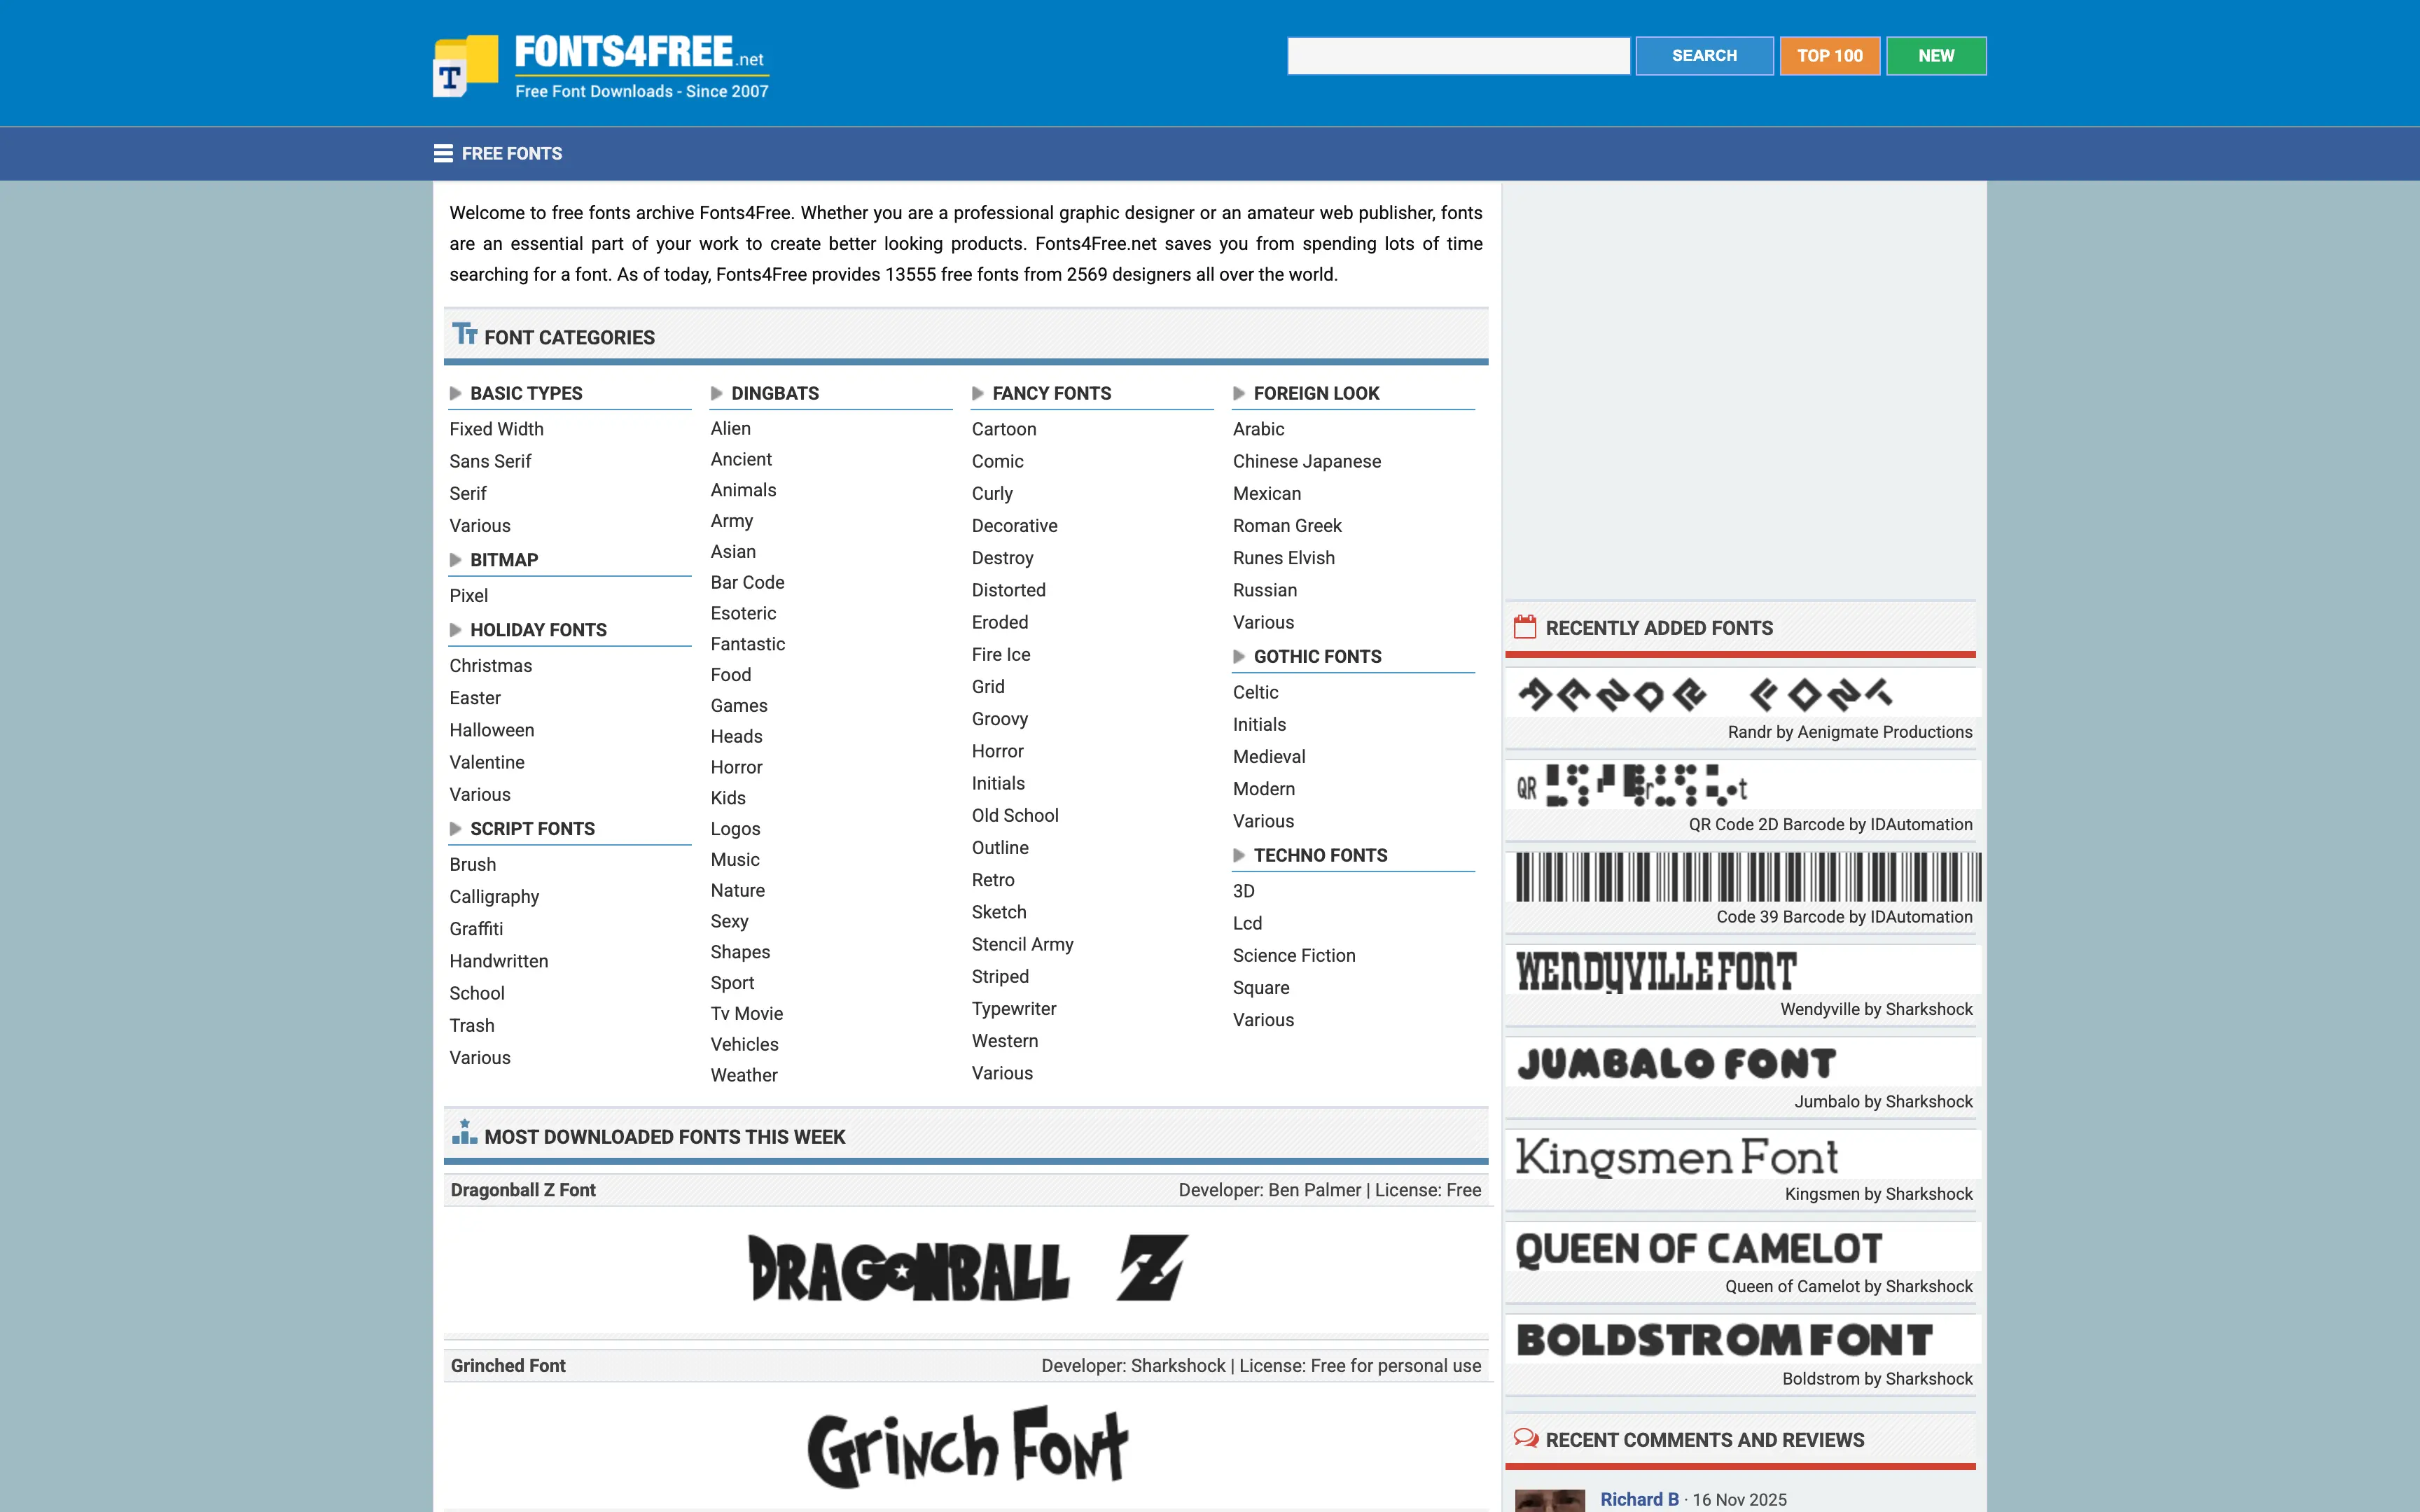 FONTS4FREE.net
Free Font Downloads - Since 2007
SEARCH
TOP 100
NEW
FREE FONTS
Welcome to free fonts archive Fonts4Free. Whether you are a professional graphic designer or an amateur web publisher, fonts
are an essential part of your work to create better looking products. Fonts4Free.net saves you from spending lots of time
searching for a font. As of today, Fonts4Free provides 13555 free fonts from 2569 designers all over the world.
FONT CATEGORIES
BASIC TYPES
Fixed Width
Sans Serif
Serif
Various
BITMAP
Pixel
HOLIDAY FONTS
Christmas
Easter
Halloween
Valentine
Various
SCRIPT FONTS
Brush
Calligraphy
Graffiti
Handwritten
School
Trash
Various
DINGBATS
Alien
Ancient
Animals
Army
Asian
Bar Code
Esoteric
Fantastic
Food
Games
Heads
Horror
Kids
Logos
Music
Nature
Sexy
Shapes
Sport
Tv Movie
Vehicles
Weather
FANCY FONTS
Cartoon
Comic
Curly
Decorative
Destroy
Distorted
Eroded
Fire Ice
Grid
Groovy
Horror
Initials
Old School
Outline
Retro
Sketch
Stencil Army
Striped
Typewriter
Western
Various
FOREIGN LOOK
Arabic
Chinese Japanese
Mexican
Roman Greek
Runes Elvish
Russian
Various
GOTHIC FONTS
Celtic
Initials
Medieval
Modern
Various
TECHNO FONTS
3D
Lcd
Science Fiction
Square
Various
MOST DOWNLOADED FONTS THIS WEEK
Dragonball Z Font
Developer: Ben Palmer | License: Free
DRAGONBALL Z
Grinched Font
Developer: Sharkshock | License: Free for personal use
Grinch Font
RECENTLY ADDED FONTS
RANDR FONT
Randr by Aenigmate Productions
QR
QR Code 2D Barcode by IDAutomation
Code 39 Barcode by IDAutomation
WENDYVILLE FONT
Wendyville by Sharkshock
JUMBALO FONT
Jumbalo by Sharkshock
Kingsmen Font
Kingsmen by Sharkshock
QUEEN OF CAMELOT
Queen of Camelot by Sharkshock
BOLDSTROM FONT
Boldstrom by Sharkshock
RECENT COMMENTS AND REVIEWS
Richard B · 16 Nov 2025